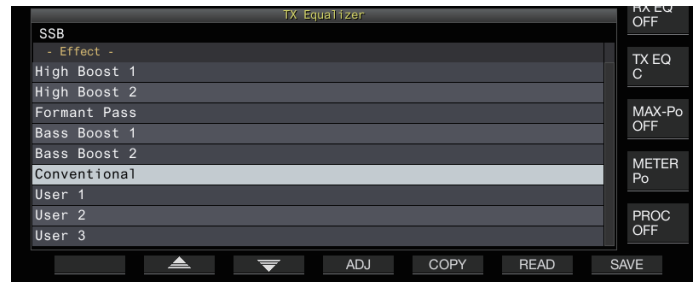 TX Equalizer
SSB
- Effect -
High Boost 1
High Boost 2
Formant Pass
Bass Boost 1
Bass Boost 2
Conventional
User 1
User 2
User 3
RX EQ
OFF
TX EQ
C
MAX-Po
OFF
METER
Po
PROC
OFF
ADJ
COPY
READ
SAVE